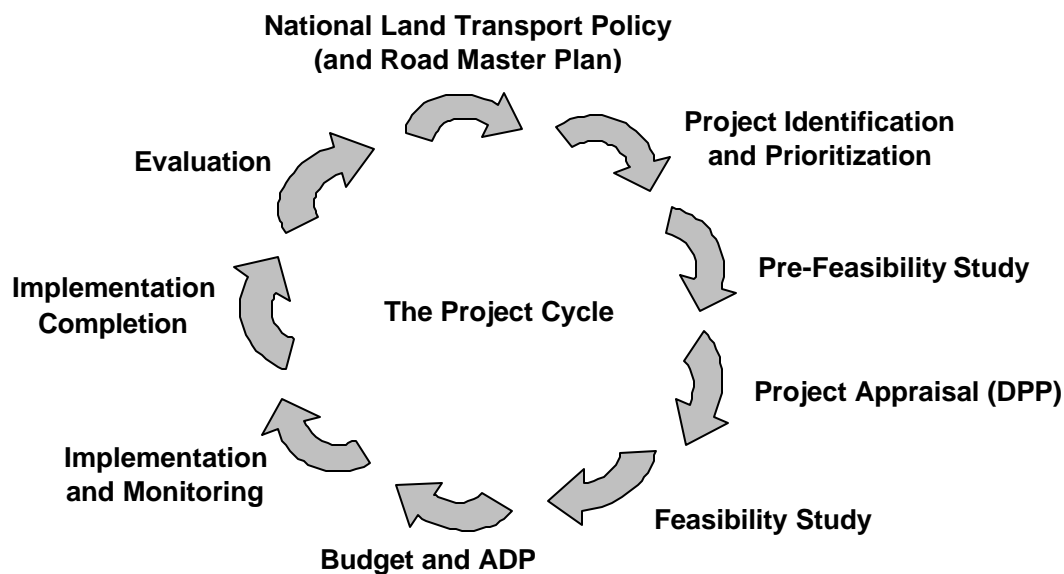 National Land Transport Policy
(and Road Master Plan)
Project Identification
and Prioritization
Pre-Feasibility Study
Project Appraisal (DPP)
Feasibility Study
Budget and ADP
Implementation
and Monitoring
Implementation
Completion
Evaluation
The Project Cycle